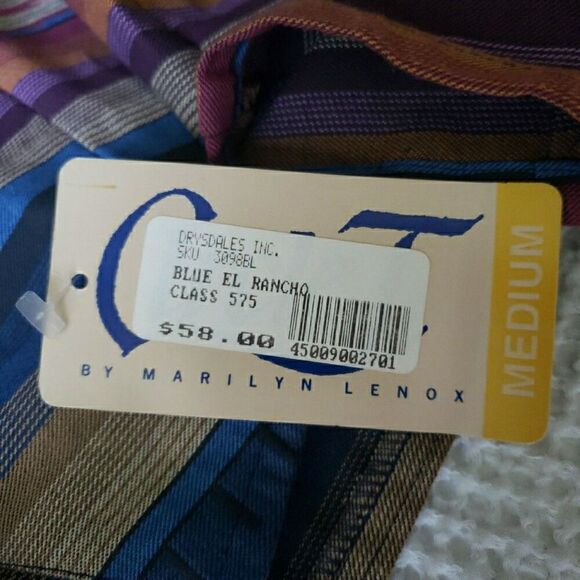 DRYSDALES INC.
SKU 3098BL
BLUE EL RANCHO
CLASS 575
$58.00
45009002701
BY MARILYN LENOX
MEDIUM